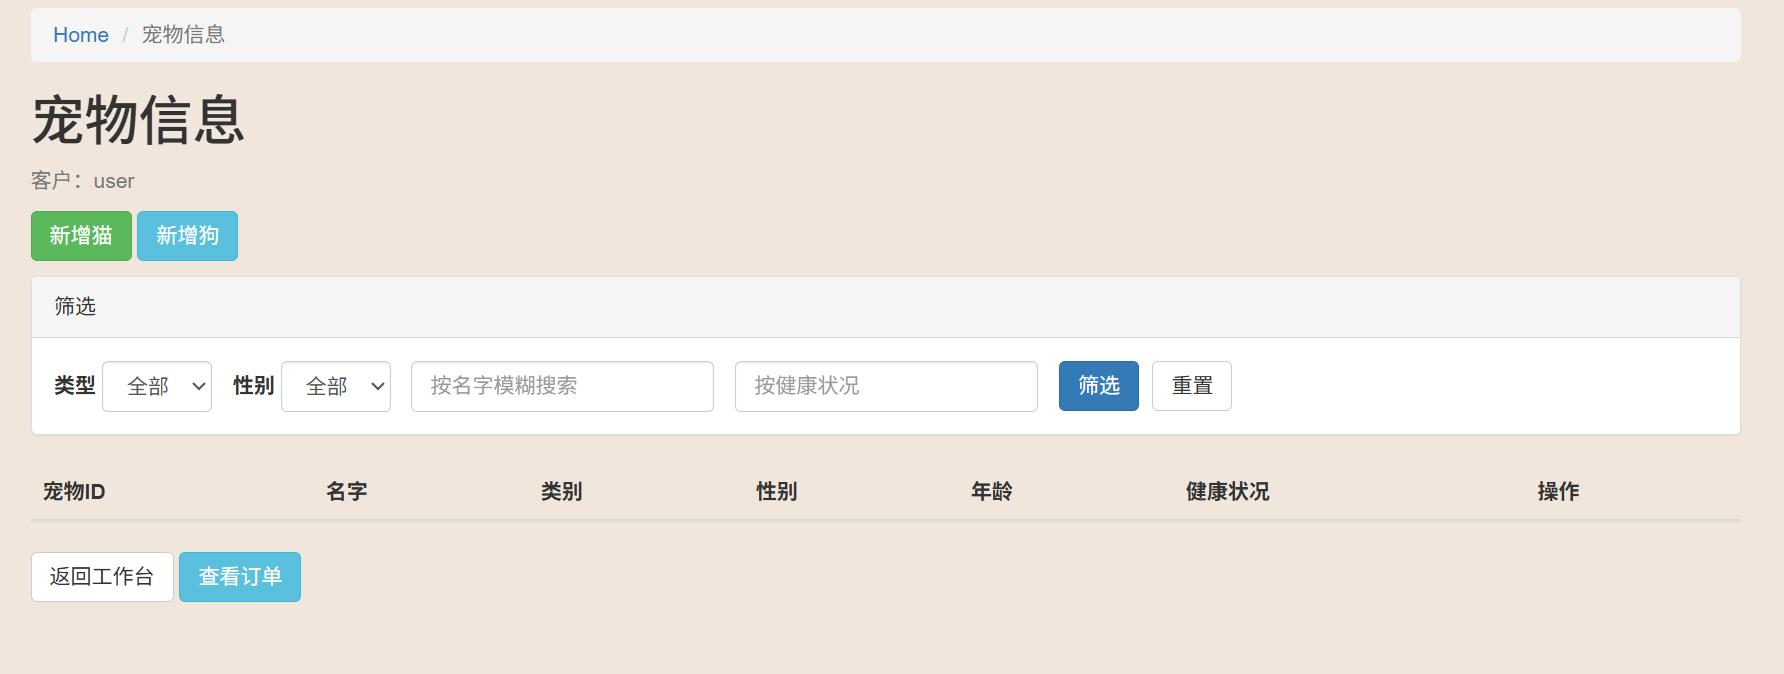 Home / 宠物信息
宠物信息
客户：user
新增猫 新增狗
筛选
类型 全部 性别 全部 按名字模糊搜索 按健康状况 筛选 重置
宠物ID 名字 类别 性别 年龄 健康状况 操作
返回工作台 查看订单